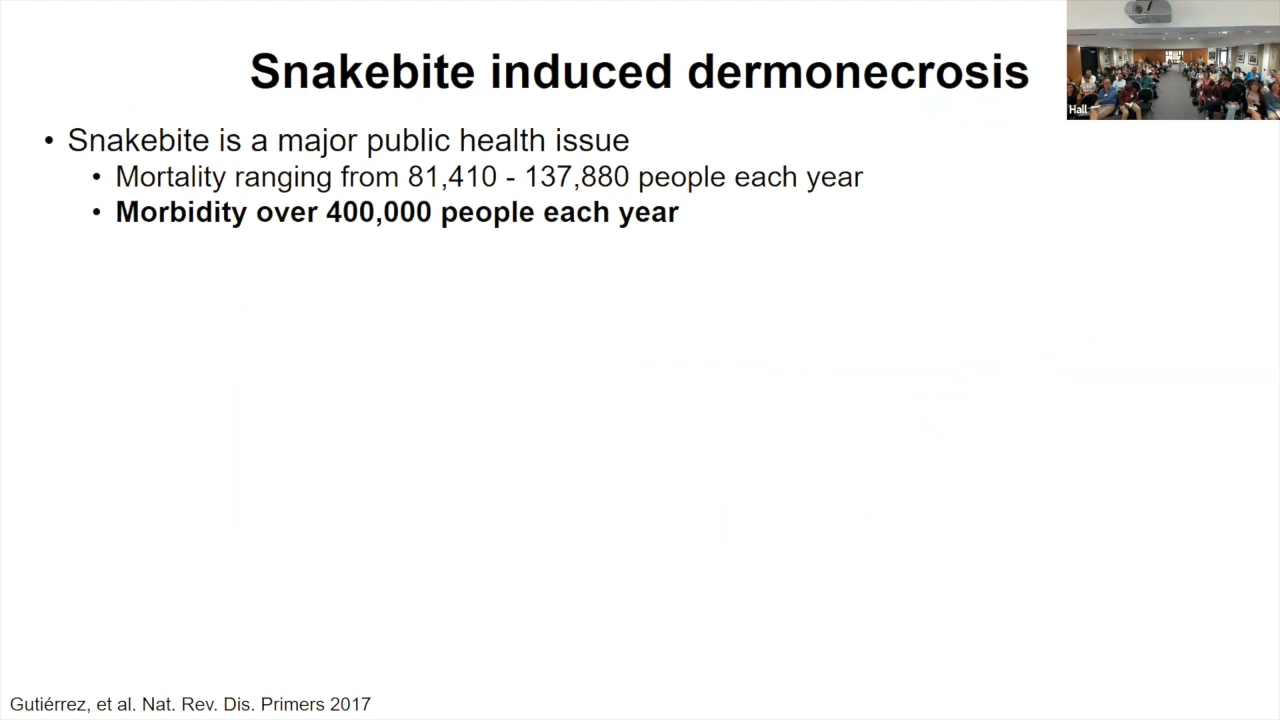 Snakebite induced dermonecrosis
Hall
• Snakebite is a major public health issue
• Mortality ranging from 81,410 - 137,880 people each year
• Morbidity over 400,000 people each year
Gutiérrez, et al. Nat. Rev. Dis. Primers 2017